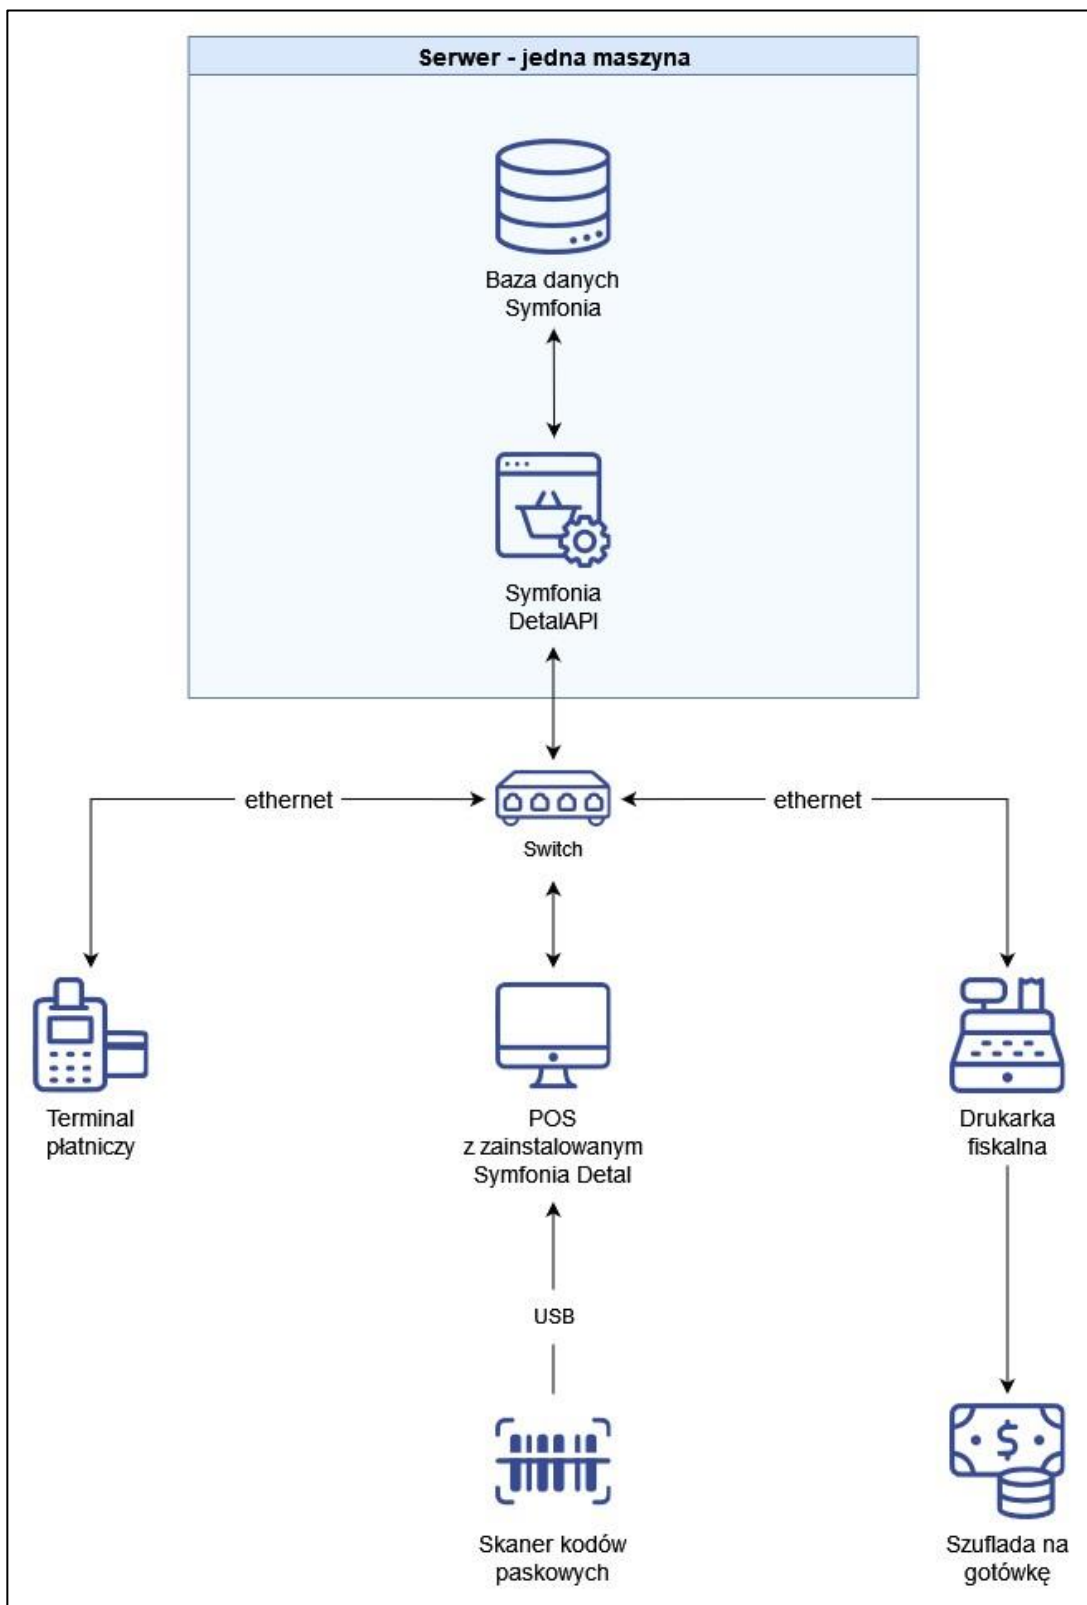 Serwer - jedna maszyna
Baza danych
Symfonia
Symfonia
DetalAPI
ethernet
ethernet
Switch
Terminal
płatniczy
POS
z zainstalowanym
Symfonia Detal
Drukarka
fiskalna
USB
Skaner kodów
paskowych
$
Szuflada na
gotówkę